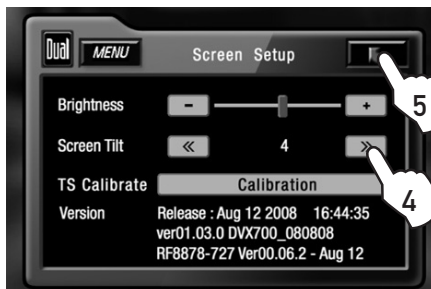 Dual MENU Screen Setup
Brightness - +
5
Screen Tilt « 4 »
4
TS Calibrate Calibration
Version Release : Aug 12 2008 16:44:35
ver01.03.0 DVX700_080808
RF8878-727 Ver00.06.2 - Aug 12